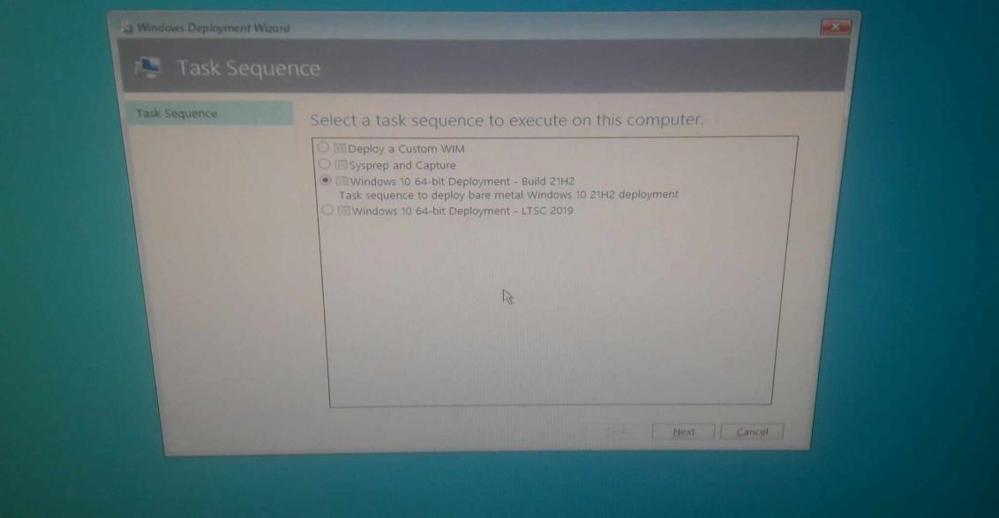 Windows Deployment Wizard
Task Sequence
Task Sequence
Select a task sequence to execute on this computer.
Deploy a Custom WIM
Sysprep and Capture
Windows 10 64-bit Deployment - Build 21H2
Task sequence to deploy bare metal Windows 10 21H2 deployment
Windows 10 64-bit Deployment - LTSC 2019
Next
Cancel